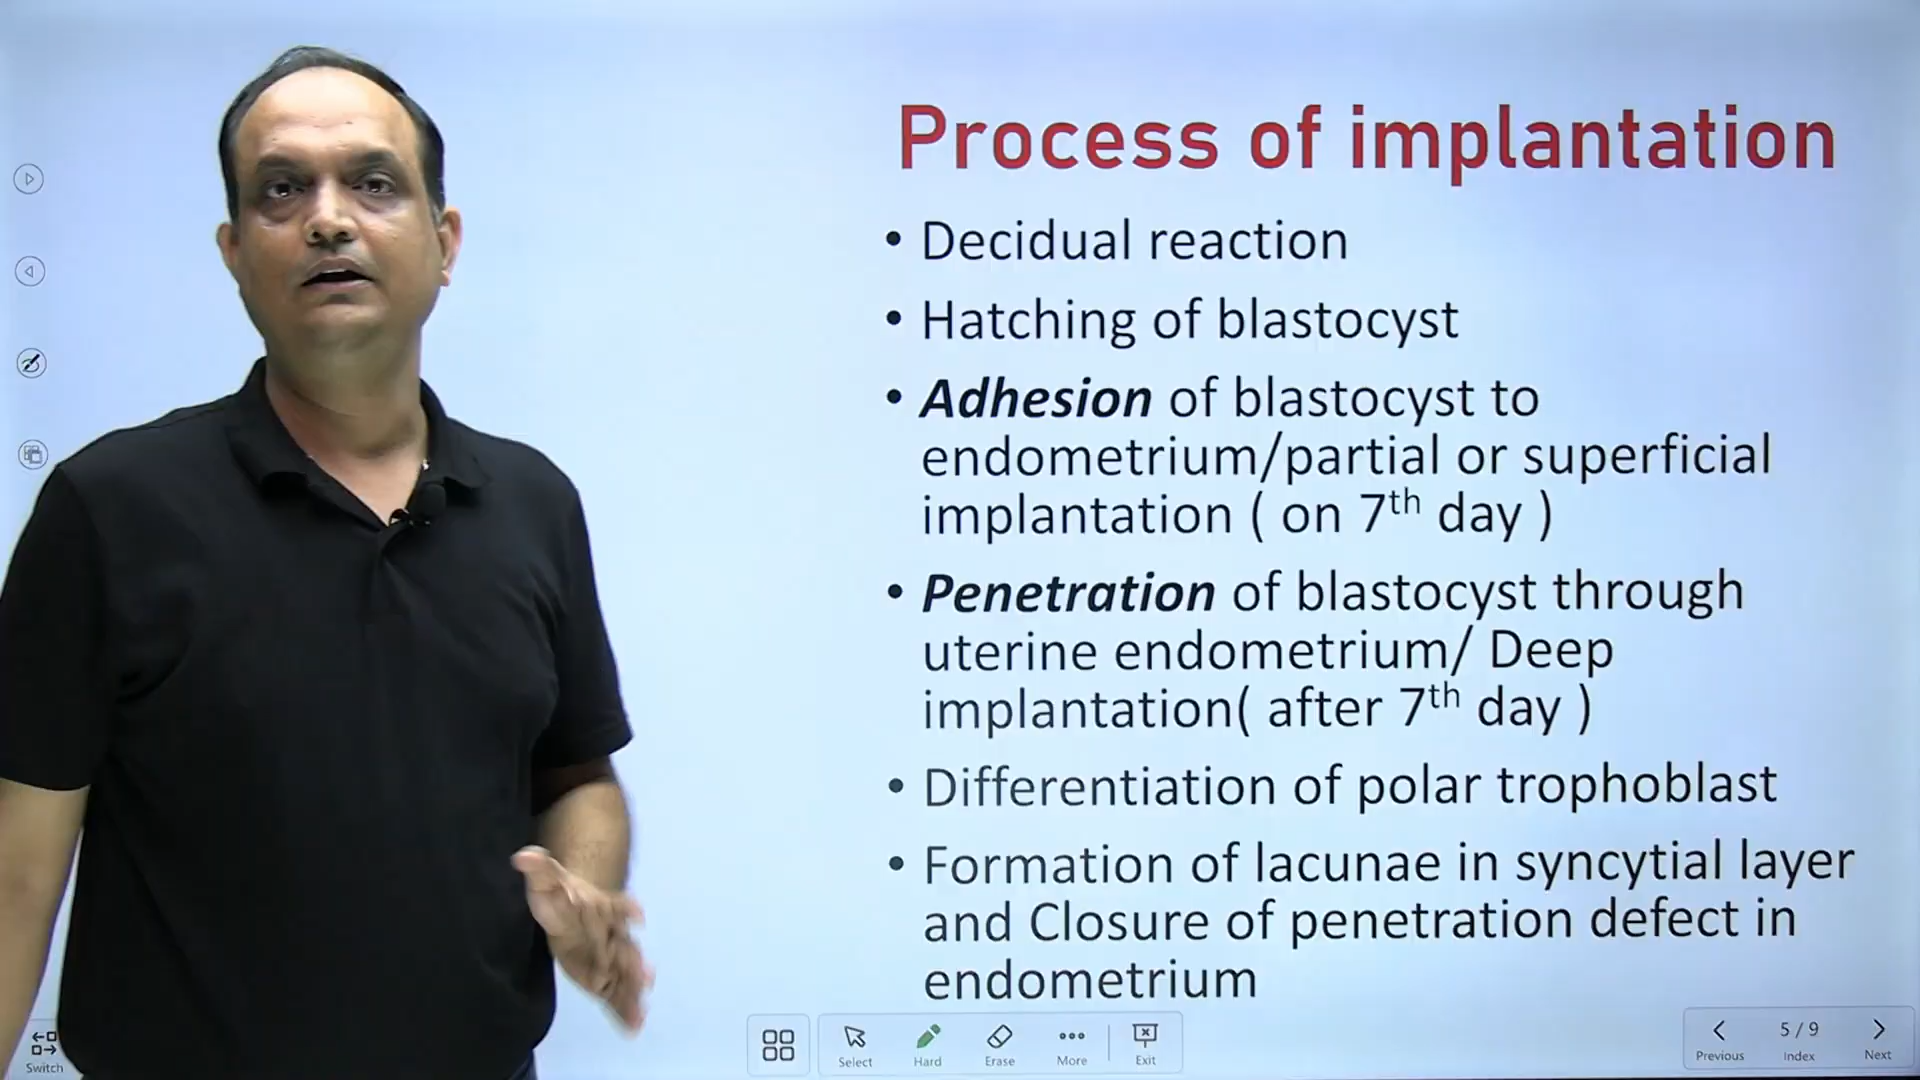 Process of implantation
• Decidual reaction
• Hatching of blastocyst
• Adhesion of blastocyst to
endometrium/partial or superficial
implantation ( on 7th day )
• Penetration of blastocyst through
uterine endometrium/ Deep
implantation( after 7th day )
• Differentiation of polar trophoblast
• Formation of lacunae in syncytial layer
and Closure of penetration defect in
endometrium
Switch
Select
Hard
Erase
More
Exit
Previous
5 / 9
Index
Next